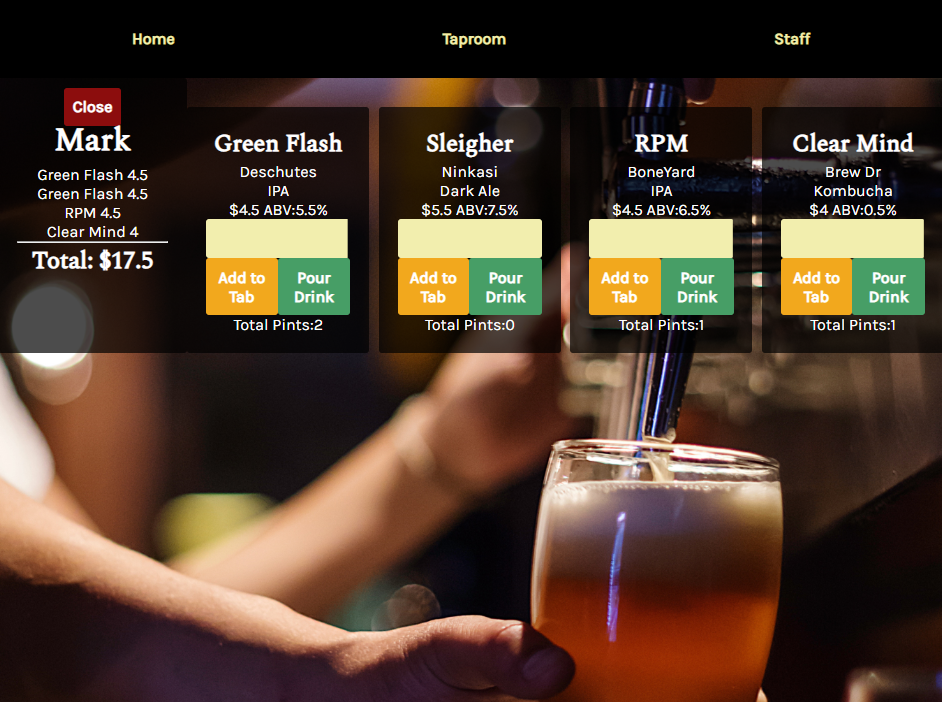 Home
Taproom
Staff
Close
Mark
Green Flash 4.5
Green Flash 4.5
RPM 4.5
Clear Mind 4
Total: $17.5
Green Flash
Deschutes
IPA
$4.5 ABV:5.5%
Add to
Tab
Pour
Drink
Total Pints:2
Sleigher
Ninkasi
Dark Ale
$5.5 ABV:7.5%
Add to
Tab
Pour
Drink
Total Pints:0
RPM
BoneYard
IPA
$4.5 ABV:6.5%
Add to
Tab
Pour
Drink
Total Pints:1
Clear Mind
Brew Dr
Kombucha
$4 ABV:0.5%
Add to
Tab
Pour
Drink
Total Pints:1